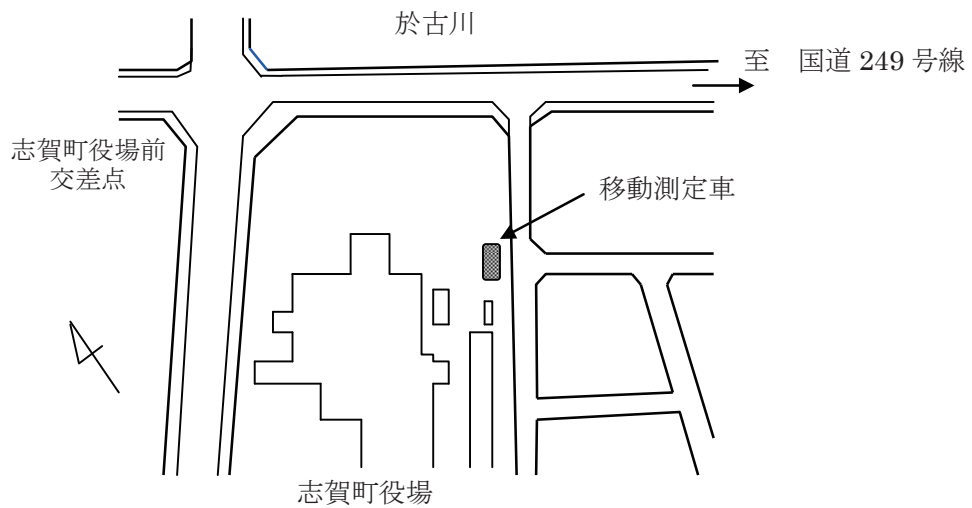 於古川
至　国道 249 号線
志賀町役場前
交差点
移動測定車
志賀町役場